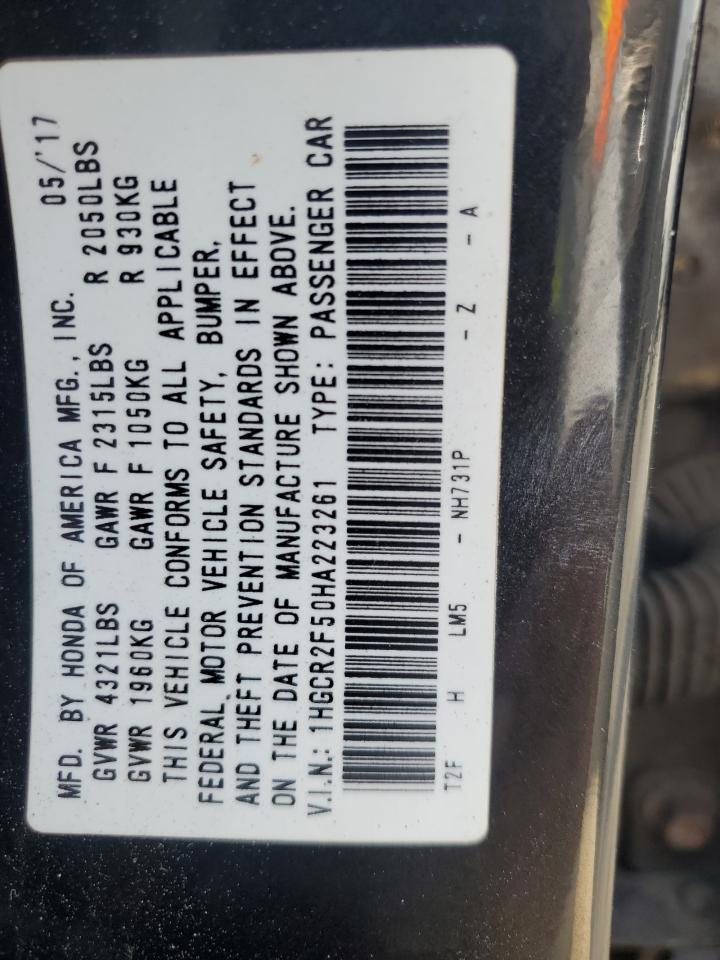 MFD. BY HONDA OF AMERICA MFG., INC. 05/'17
GVWR 4321LBS GAWR F 2315LBS R 2050LBS
GVWR 1960KG GAWR F 1050KG R 930KG
THIS VEHICLE CONFORMS TO ALL APPLICABLE
FEDERAL MOTOR VEHICLE SAFETY, BUMPER,
AND THEFT PREVENTION STANDARDS IN EFFECT
ON THE DATE OF MANUFACTURE SHOWN ABOVE.
V.I.N.: 1HGCR2F50HA223261 TYPE: PASSENGER CAR
T2F H LM5 - NH731P - Z - A